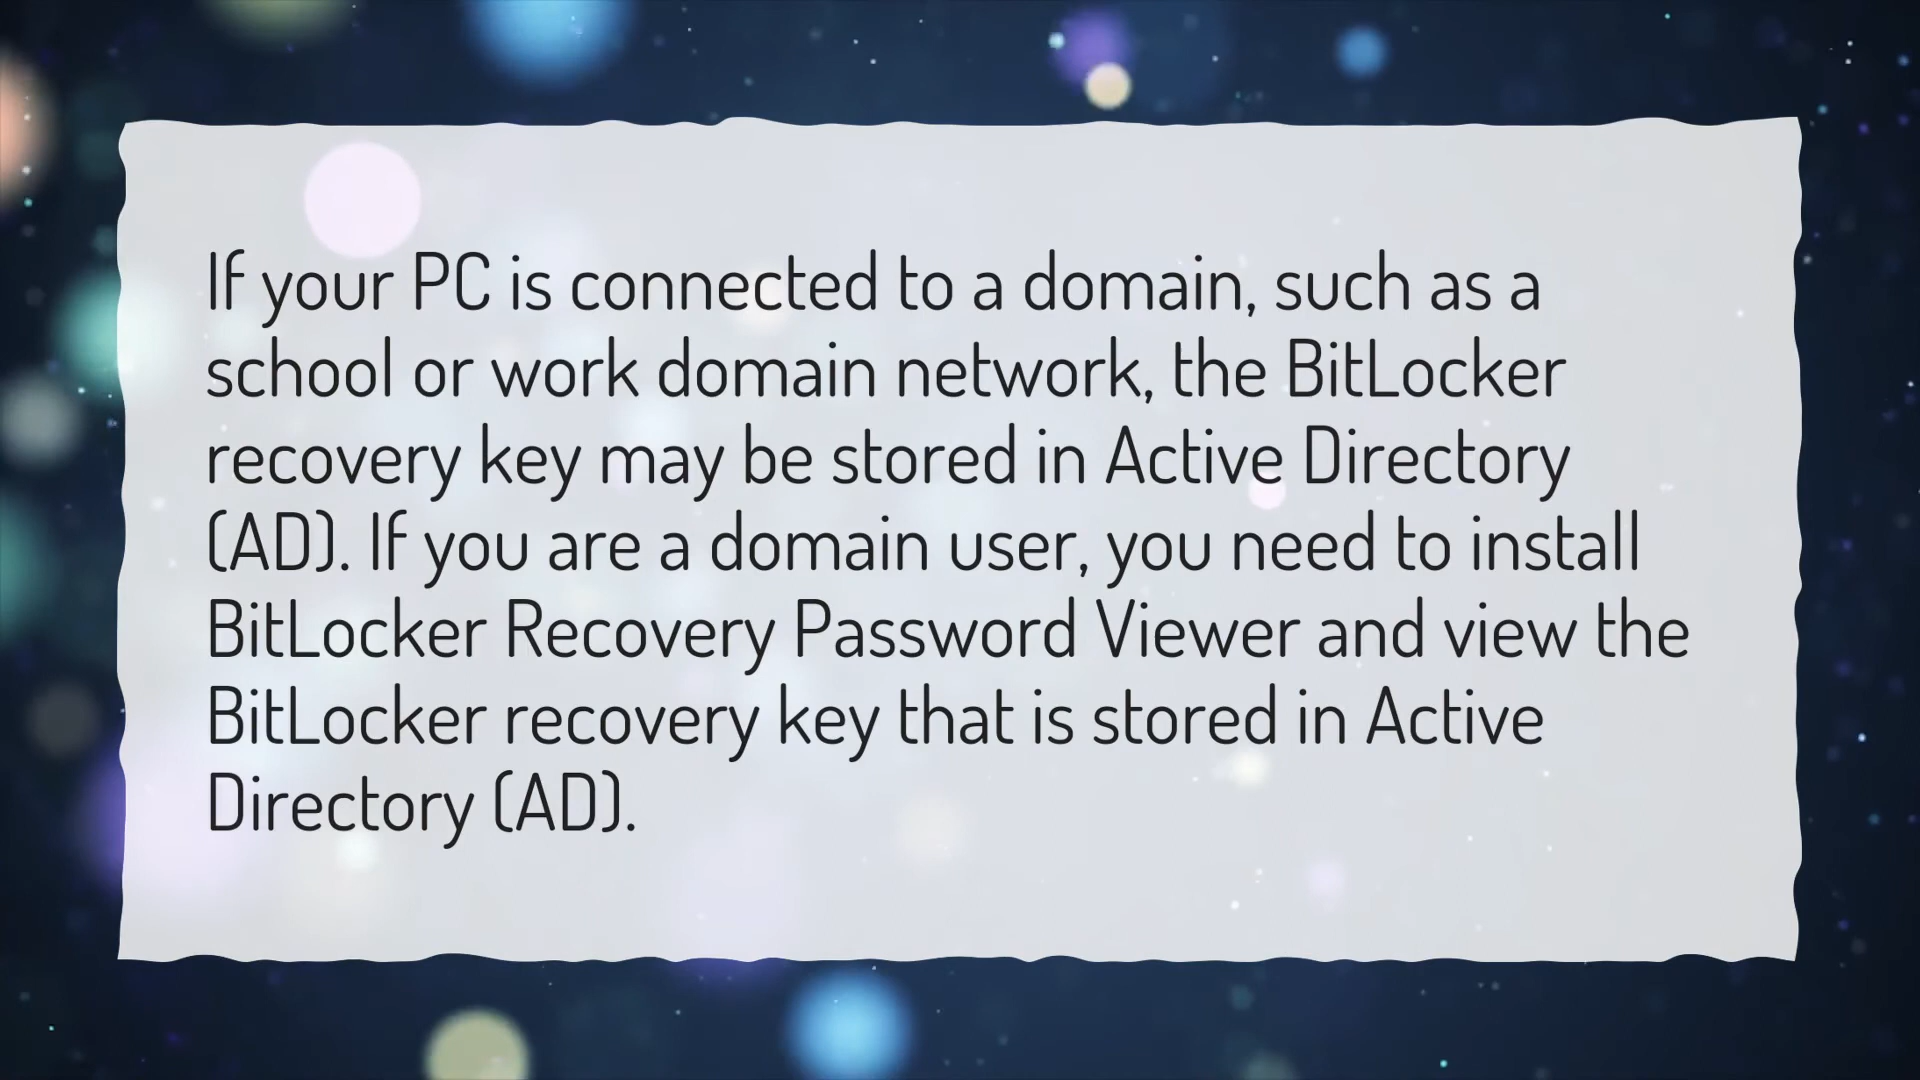 If your PC is connected to a domain, such as a
school or work domain network, the BitLocker
recovery key may be stored in Active Directory
(AD). If you are a domain user, you need to install
BitLocker Recovery Password Viewer and view the
BitLocker recovery key that is stored in Active
Directory (AD).